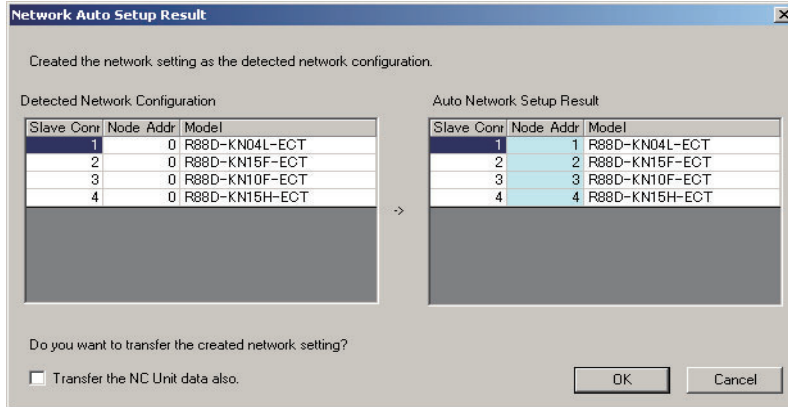 Network Auto Setup Result
Created the network setting as the detected network configuration.
Detected Network Configuration
Slave Conr Node Addr Model
1 0 R88D-KN04L-ECT
2 0 R88D-KN15F-ECT
3 0 R88D-KN10F-ECT
4 0 R88D-KN15H-ECT
->
Auto Network Setup Result
Slave Conr Node Addr Model
1 1 R88D-KN04L-ECT
2 2 R88D-KN15F-ECT
3 3 R88D-KN10F-ECT
4 4 R88D-KN15H-ECT
Do you want to transfer the created network setting?
Transfer the NC Unit data also.
OK Cancel